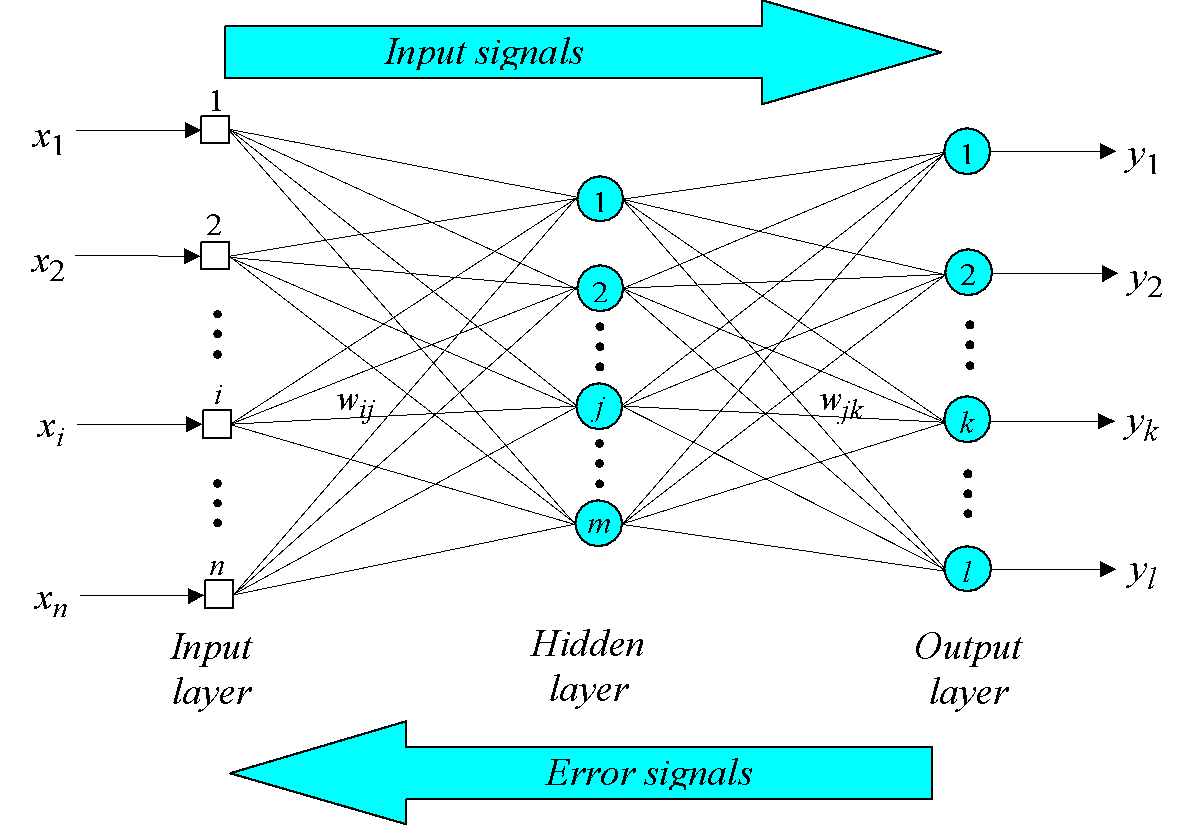 Input signals
1
x1
2
x2
i
xi
n
xn
wij
1
2
j
m
wjk
1
2
k
l
y1
y2
yk
yl
Input
layer
Hidden
layer
Output
layer
Error signals